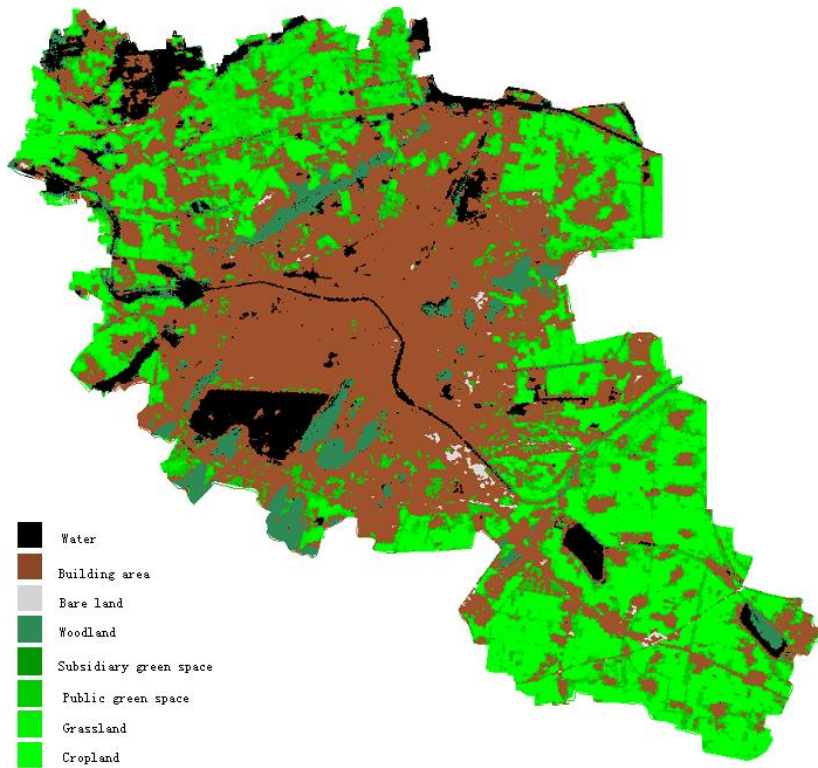 Water
Building area
Bare land
Woodland
Subsidiary green space
Public green space
Grassland
Cropland